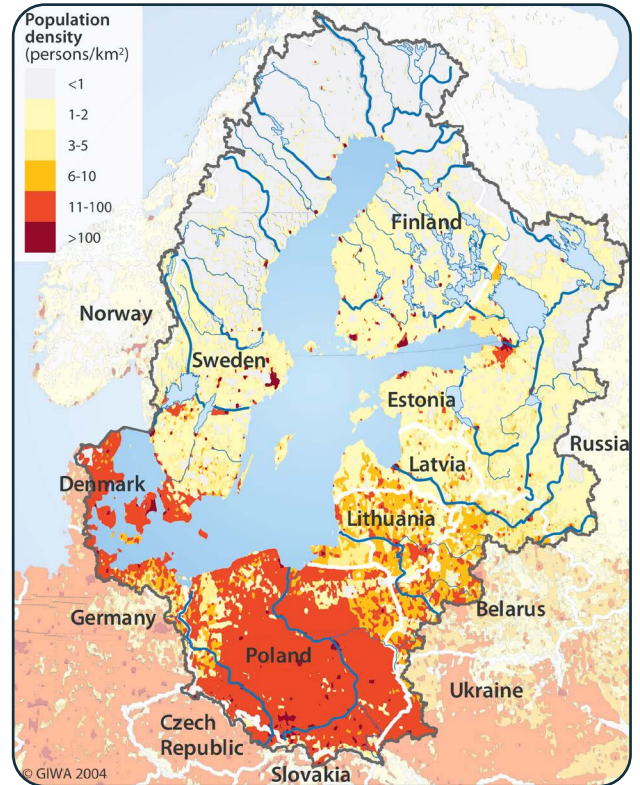 Population
density
(persons/km²)
<1
1-2
3-5
6-10
11-100
>100
Finland
Norway
Sweden
Estonia
Russia
Latvia
Denmark
Lithuania
Belarus
Germany
Poland
Ukraine
Czech
Republic
Slovakia
© GIWA 2004